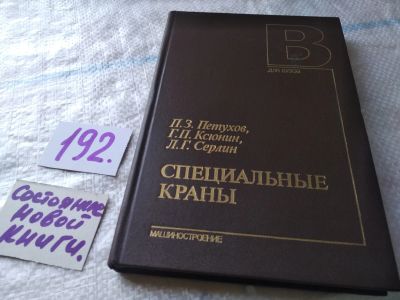 В
ДЛЯ ВУЗОВ
П.З. Петухов,
Г.П. Ксюнин,
Л.Г. Серлин
СПЕЦИАЛЬНЫЕ
КРАНЫ
МАШИНОСТРОЕНИЕ
192.
Состояние
Новой
Книги.